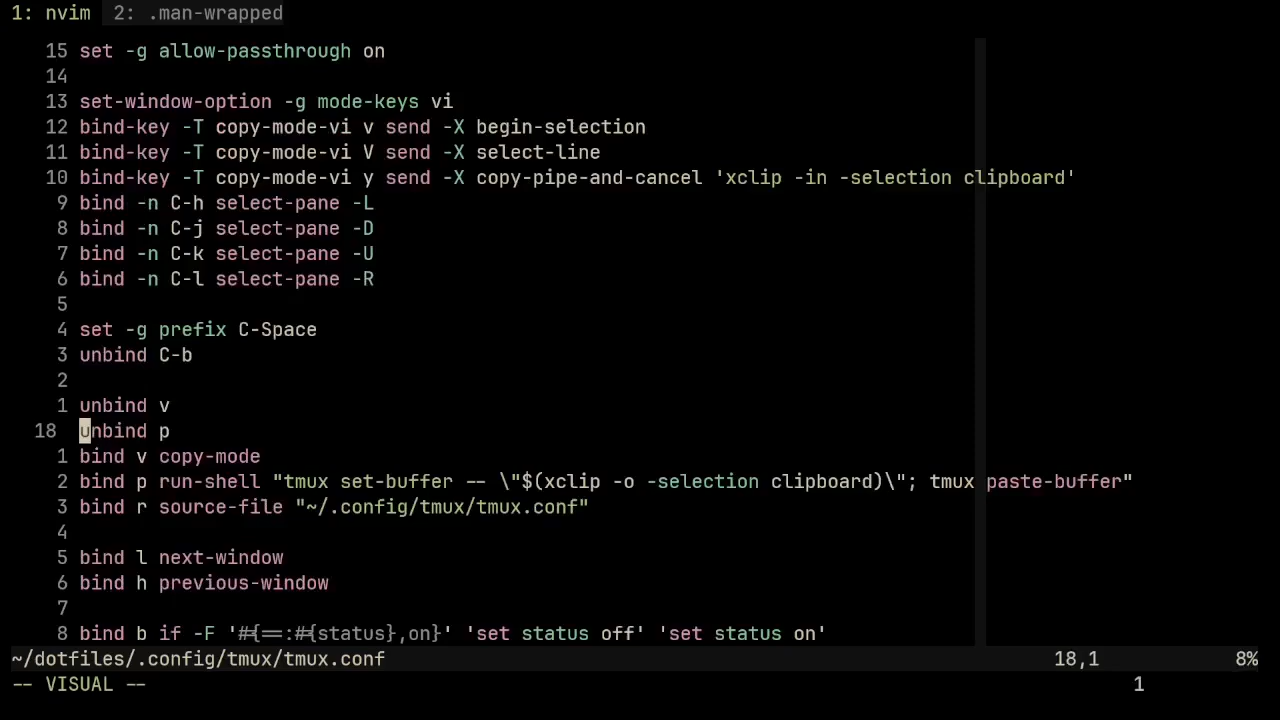 1: nvim 2: .man-wrapped
15 set -g allow-passthrough on
14
13 set-window-option -g mode-keys vi
12 bind-key -T copy-mode-vi v send -X begin-selection
11 bind-key -T copy-mode-vi V send -X select-line
10 bind-key -T copy-mode-vi y send -X copy-pipe-and-cancel 'xclip -in -selection clipboard'
9 bind -n C-h select-pane -L
8 bind -n C-j select-pane -D
7 bind -n C-k select-pane -U
6 bind -n C-l select-pane -R
5
4 set -g prefix C-Space
3 unbind C-b
2
1 unbind v
18 unbind p
1 bind v copy-mode
2 bind p run-shell "tmux set-buffer -- \"$(xclip -o -selection clipboard)\"; tmux paste-buffer"
3 bind r source-file "~/.config/tmux/tmux.conf"
4
5 bind l next-window
6 bind h previous-window
7
8 bind b if -F '#{==:#{status},on}' 'set status off' 'set status on'
~/dotfiles/.config/tmux/tmux.conf 18,1 8%
-- VISUAL -- 1